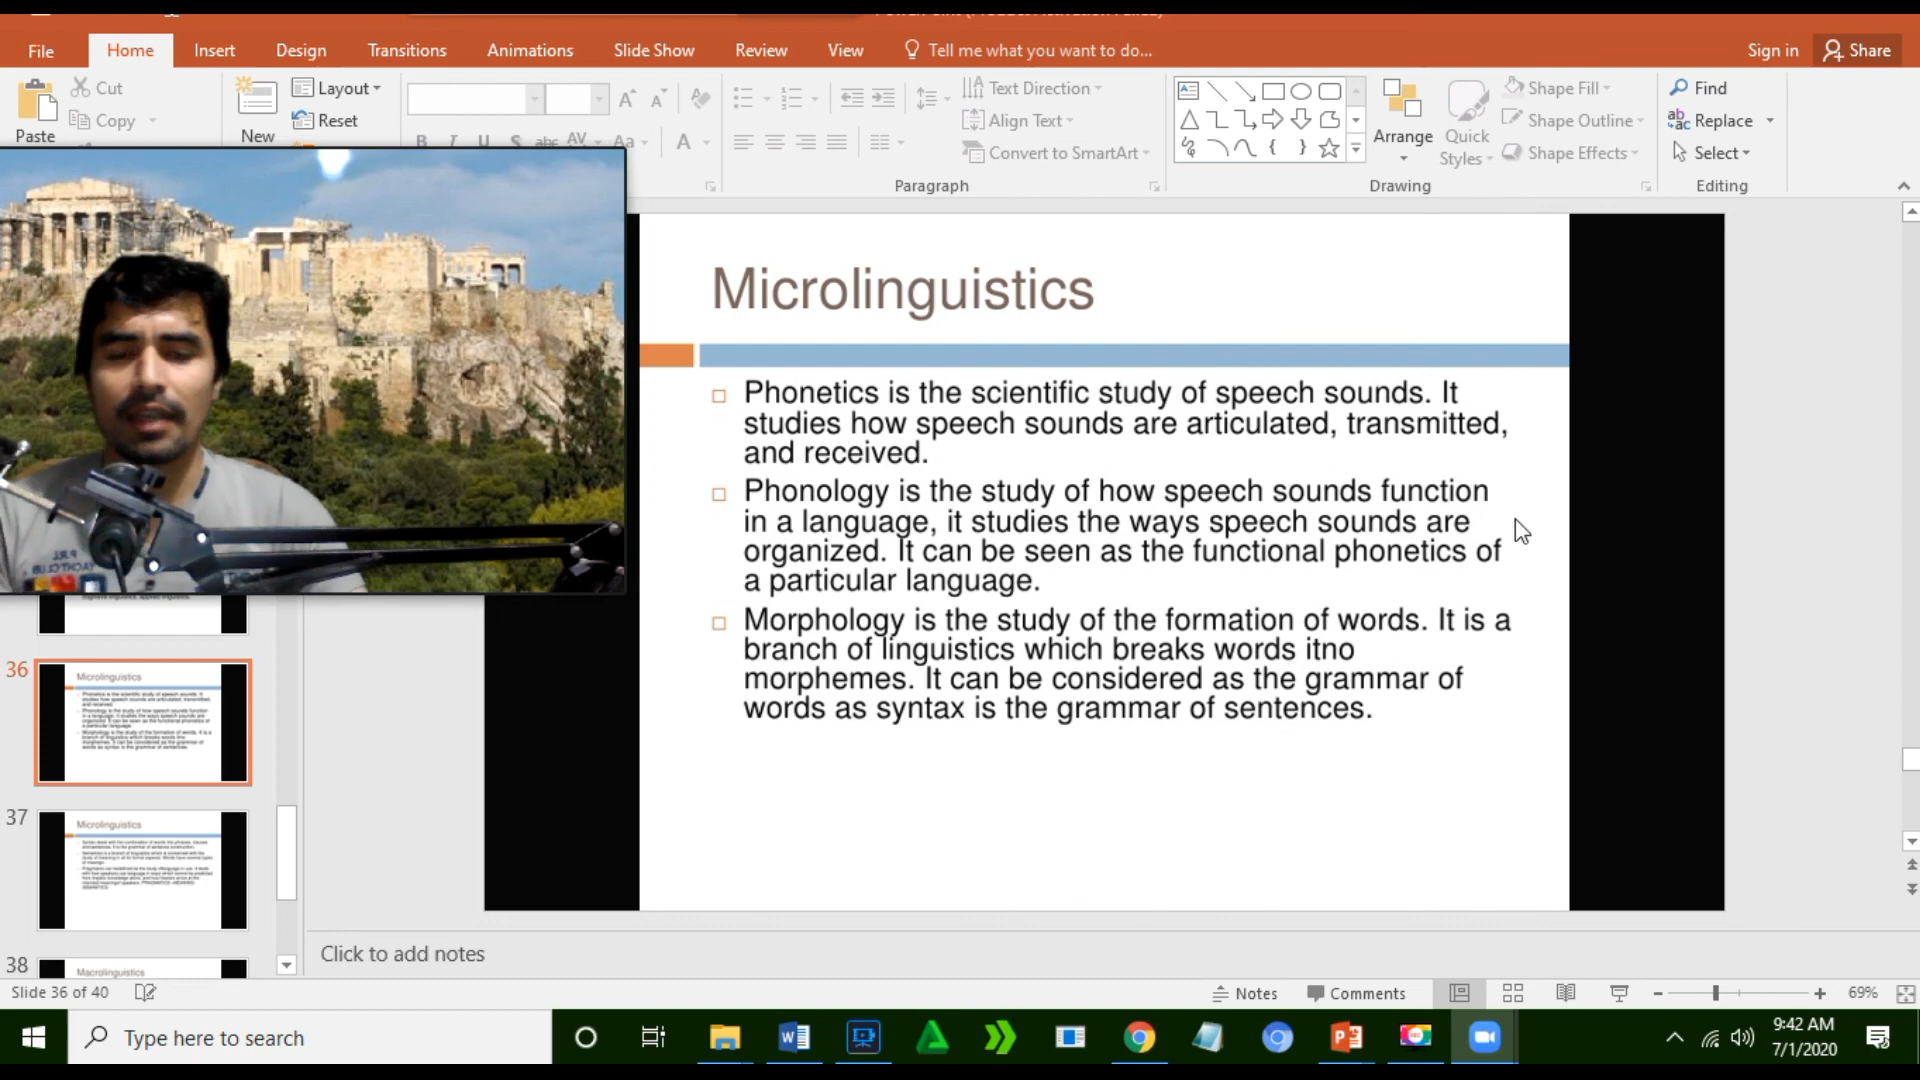 File Home Insert Design Transitions Animations Slide Show Review View Tell me what you want to do... Sign in Share
Cut
Copy
Paste
New
Layout
Reset
Text Direction
Align Text
Convert to SmartArt
Paragraph
Arrange
Quick
Styles
Shape Fill
Shape Outline
Shape Effects
Drawing
Find
Replace
Select
Editing
Microlinguistics
Phonetics is the scientific study of speech sounds. It
studies how speech sounds are articulated, transmitted,
and received.
Phonology is the study of how speech sounds function
in a language, it studies the ways speech sounds are
organized. It can be seen as the functional phonetics of
a particular language.
Morphology is the study of the formation of words. It is a
branch of linguistics which breaks words itno
morphemes. It can be considered as the grammar of
words as syntax is the grammar of sentences.
36
Microlinguistics
37
Microlinguistics
38
Macrolinguistics
Click to add notes
Slide 36 of 40
Notes Comments 69%
Type here to search
9:42 AM
7/1/2020